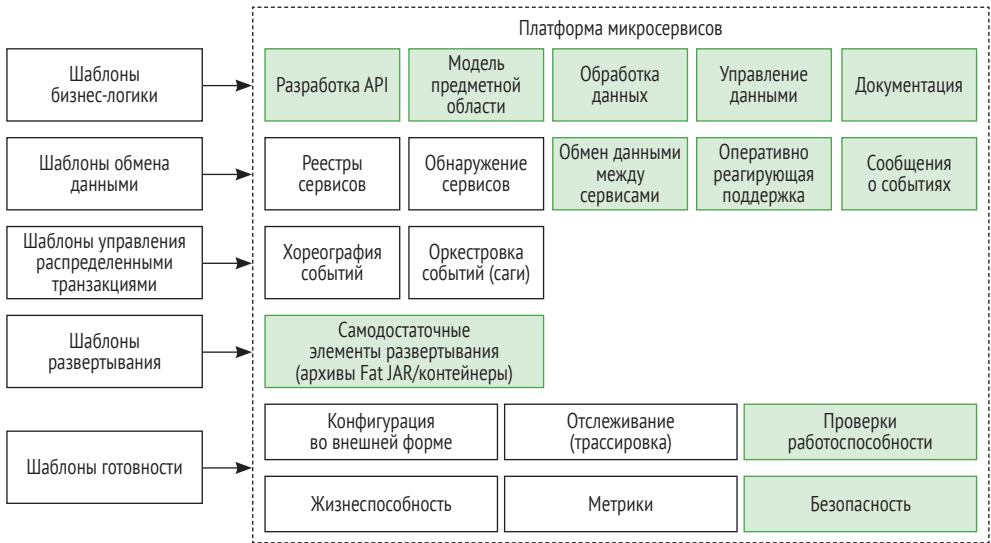 Платформа микросервисов
Шаблоны
бизнес-логики
Разработка API
Модель
предметной
области
Обработка
данных
Управление
данными
Документация
Шаблоны обмена
данными
Реестры
сервисов
Обнаружение
сервисов
Обмен данными
между
сервисами
Оперативно
реагирующая
поддержка
Сообщения
о событиях
Шаблоны управления
распределенными
транзакциями
Хореография
событий
Оркестровка
событий (саги)
Шаблоны
развертывания
Самодостаточные
элементы развертывания
(архивы Fat JAR/контейнеры)
Шаблоны готовности
Конфигурация
во внешней форме
Отслеживание
(трассировка)
Проверки
работоспособности
Жизнеспособность
Метрики
Безопасность